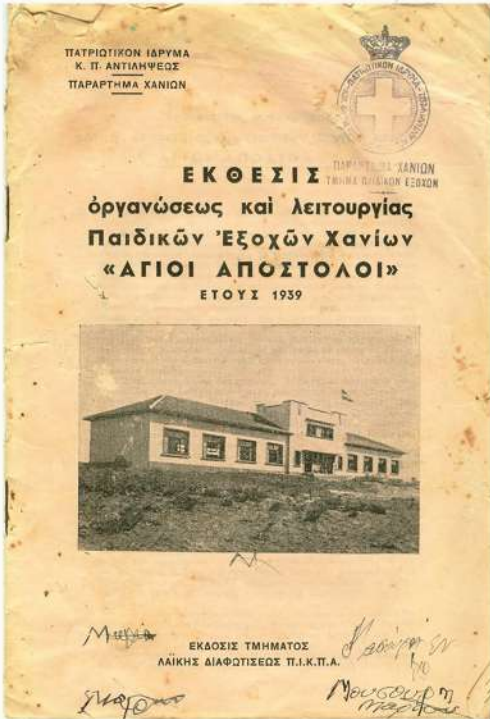 ΠΑΤΡΙΩΤΙΚΟΝ ΙΔΡΥΜΑ
Κ. Π. ΑΝΤΙΛΗΨΕΩΣ
ΠΑΡΑΡΤΗΜΑ ΧΑΝΙΩΝ
ΠΑΡΑΡΤΗΜΑ ΧΑΝΙΩΝ
ΤΜΗΜΑ ΠΑΙΔΙΚΩΝ ΕΞΟΧΩΝ
ΕΚΘΕΣΙΣ
ὀργανώσεως καὶ λειτουργίας
Παιδικῶν Ἐξοχῶν Χανίων
«ΑΓΙΟΙ ΑΠΟΣΤΟΛΟΙ»
ΕΤΟΥΣ 1939
ΕΚΔΟΣΙΣ ΤΜΗΜΑΤΟΣ
ΛΑΪΚΗΣ ΔΙΑΦΩΤΙΣΕΩΣ Π.Ι.Κ.Π.Α.